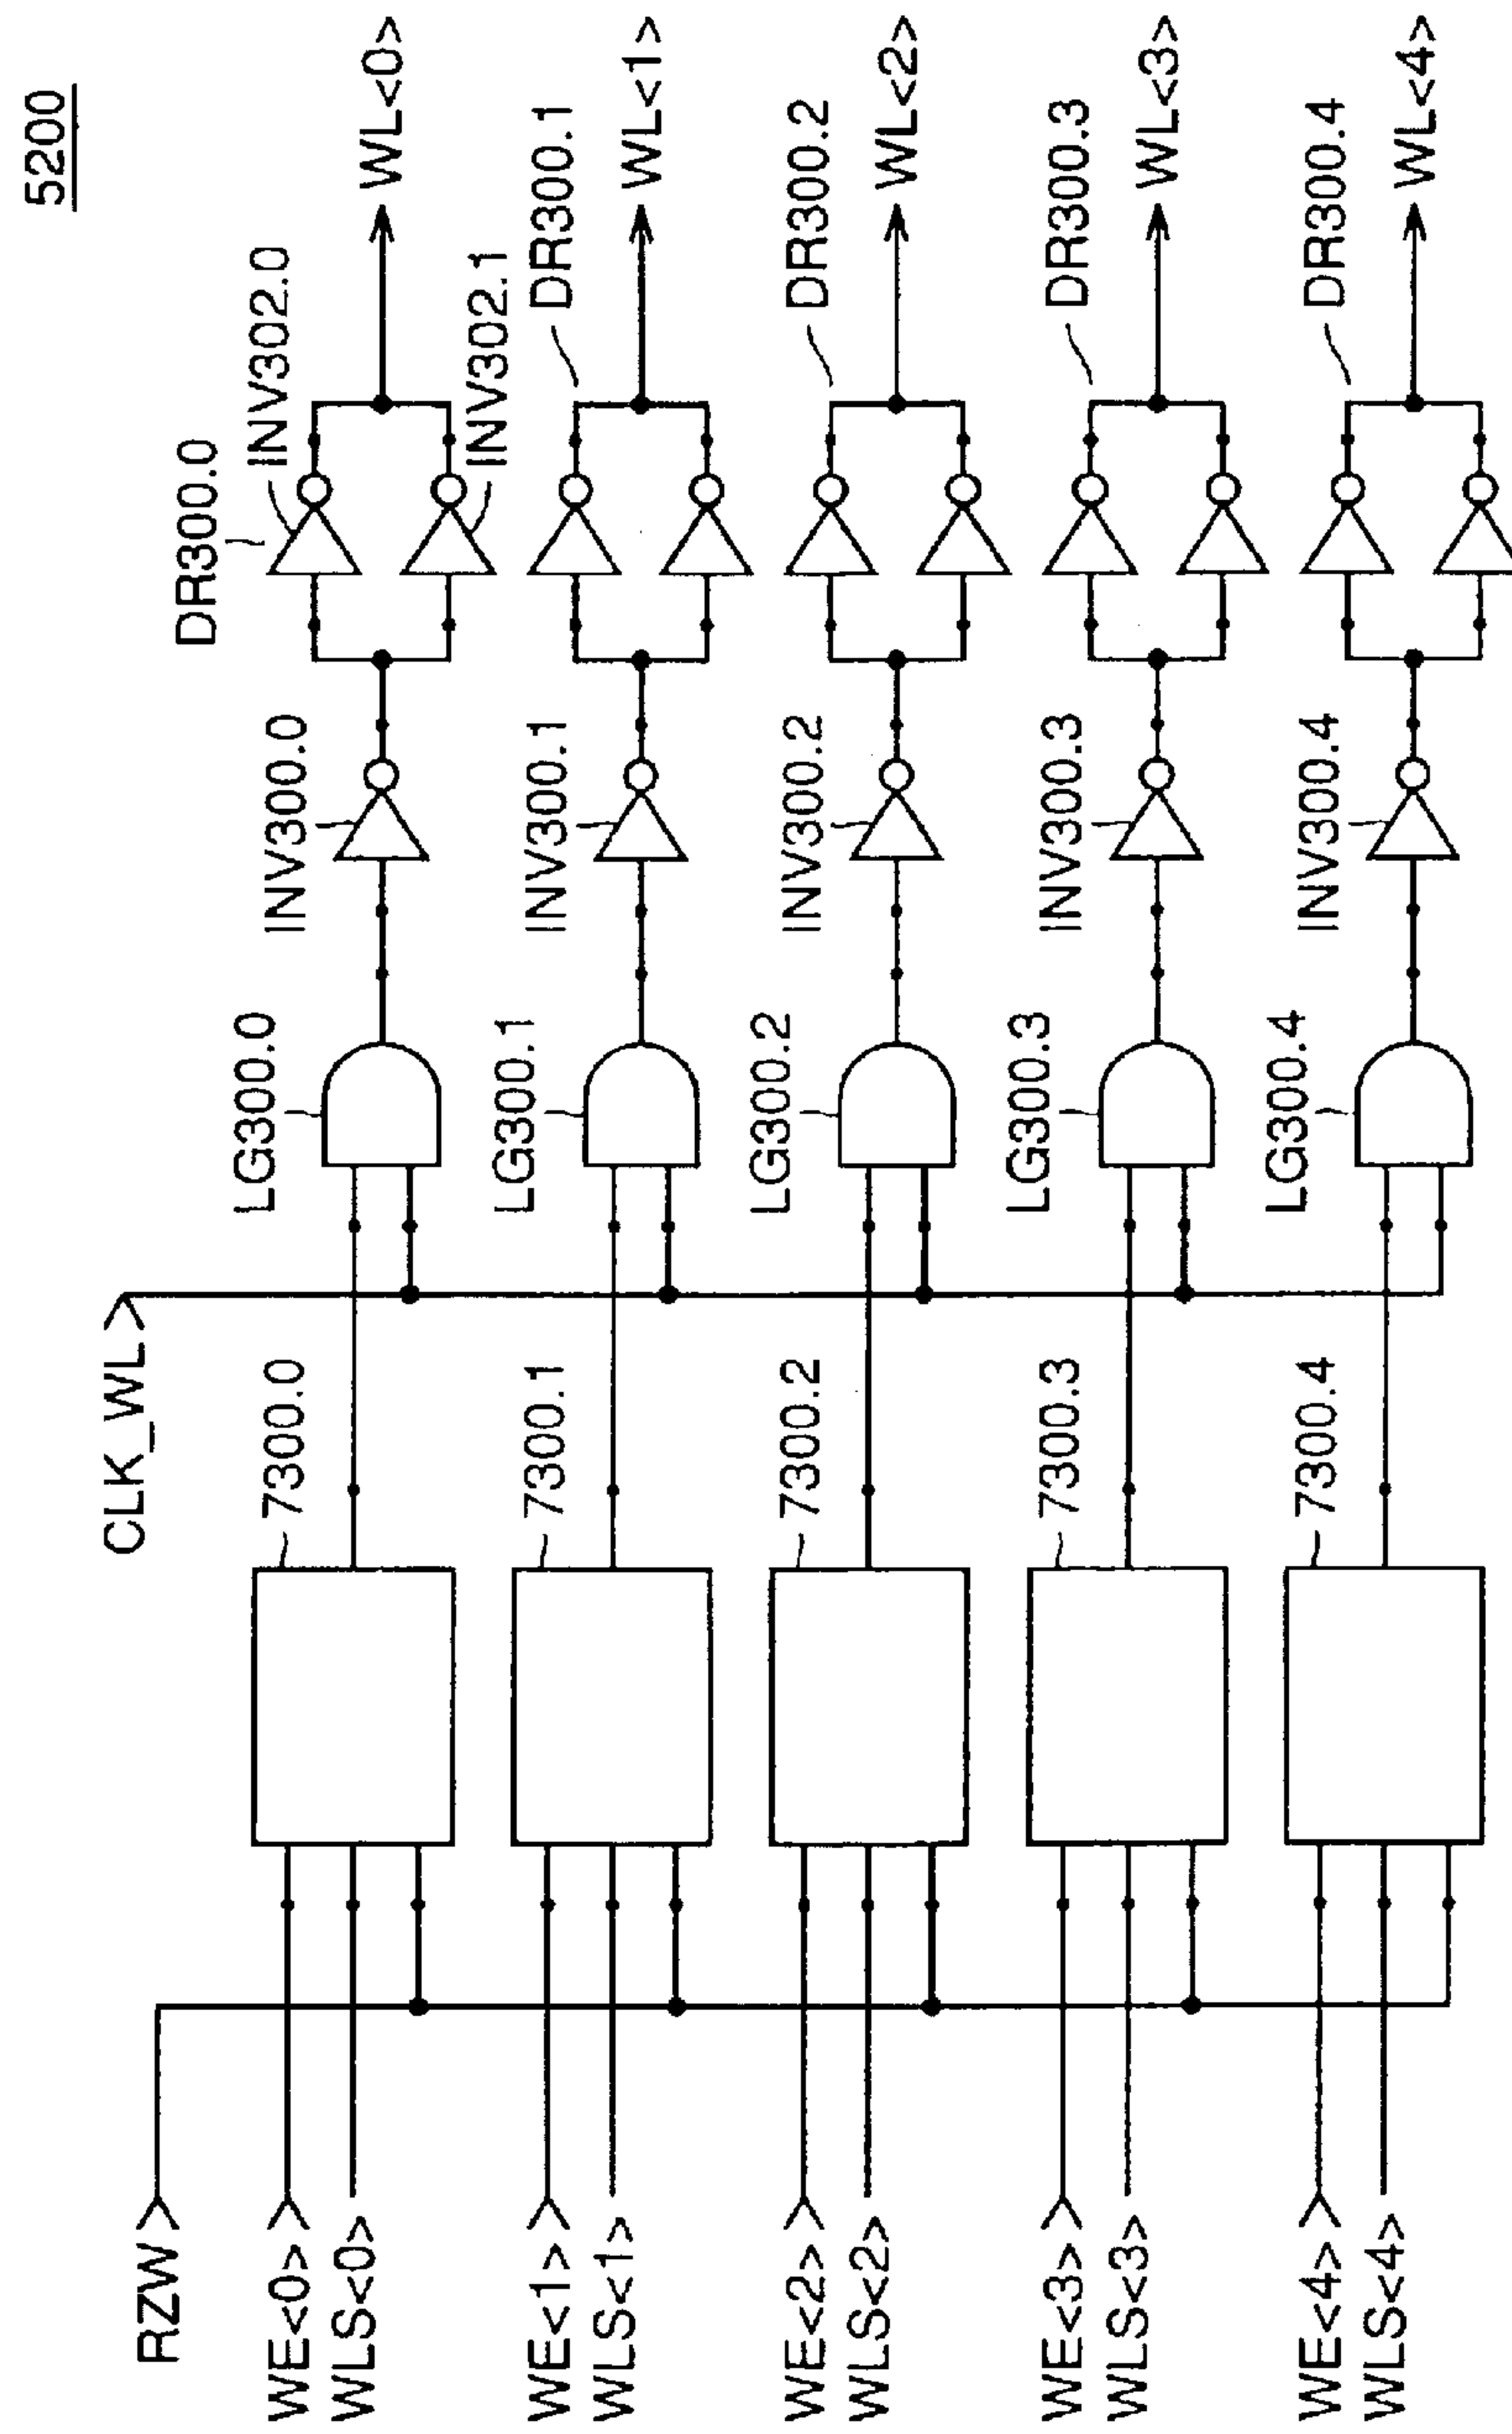 5200
RZW
WE<0>
WLS<0>
WE<1>
WLS<1>
WE<2>
WLS<2>
WE<3>
WLS<3>
WE<4>
WLS<4>
7300.0
7300.1
7300.2
7300.3
7300.4
CLK_WL
LG300.0
LG300.1
LG300.2
LG300.3
LG300.4
INV300.0
INV300.1
INV300.2
INV300.3
INV300.4
DR300.0
INV302.0
INV302.1
DR300.1
DR300.2
DR300.3
DR300.4
WL<0>
WL<1>
WL<2>
WL<3>
WL<4>